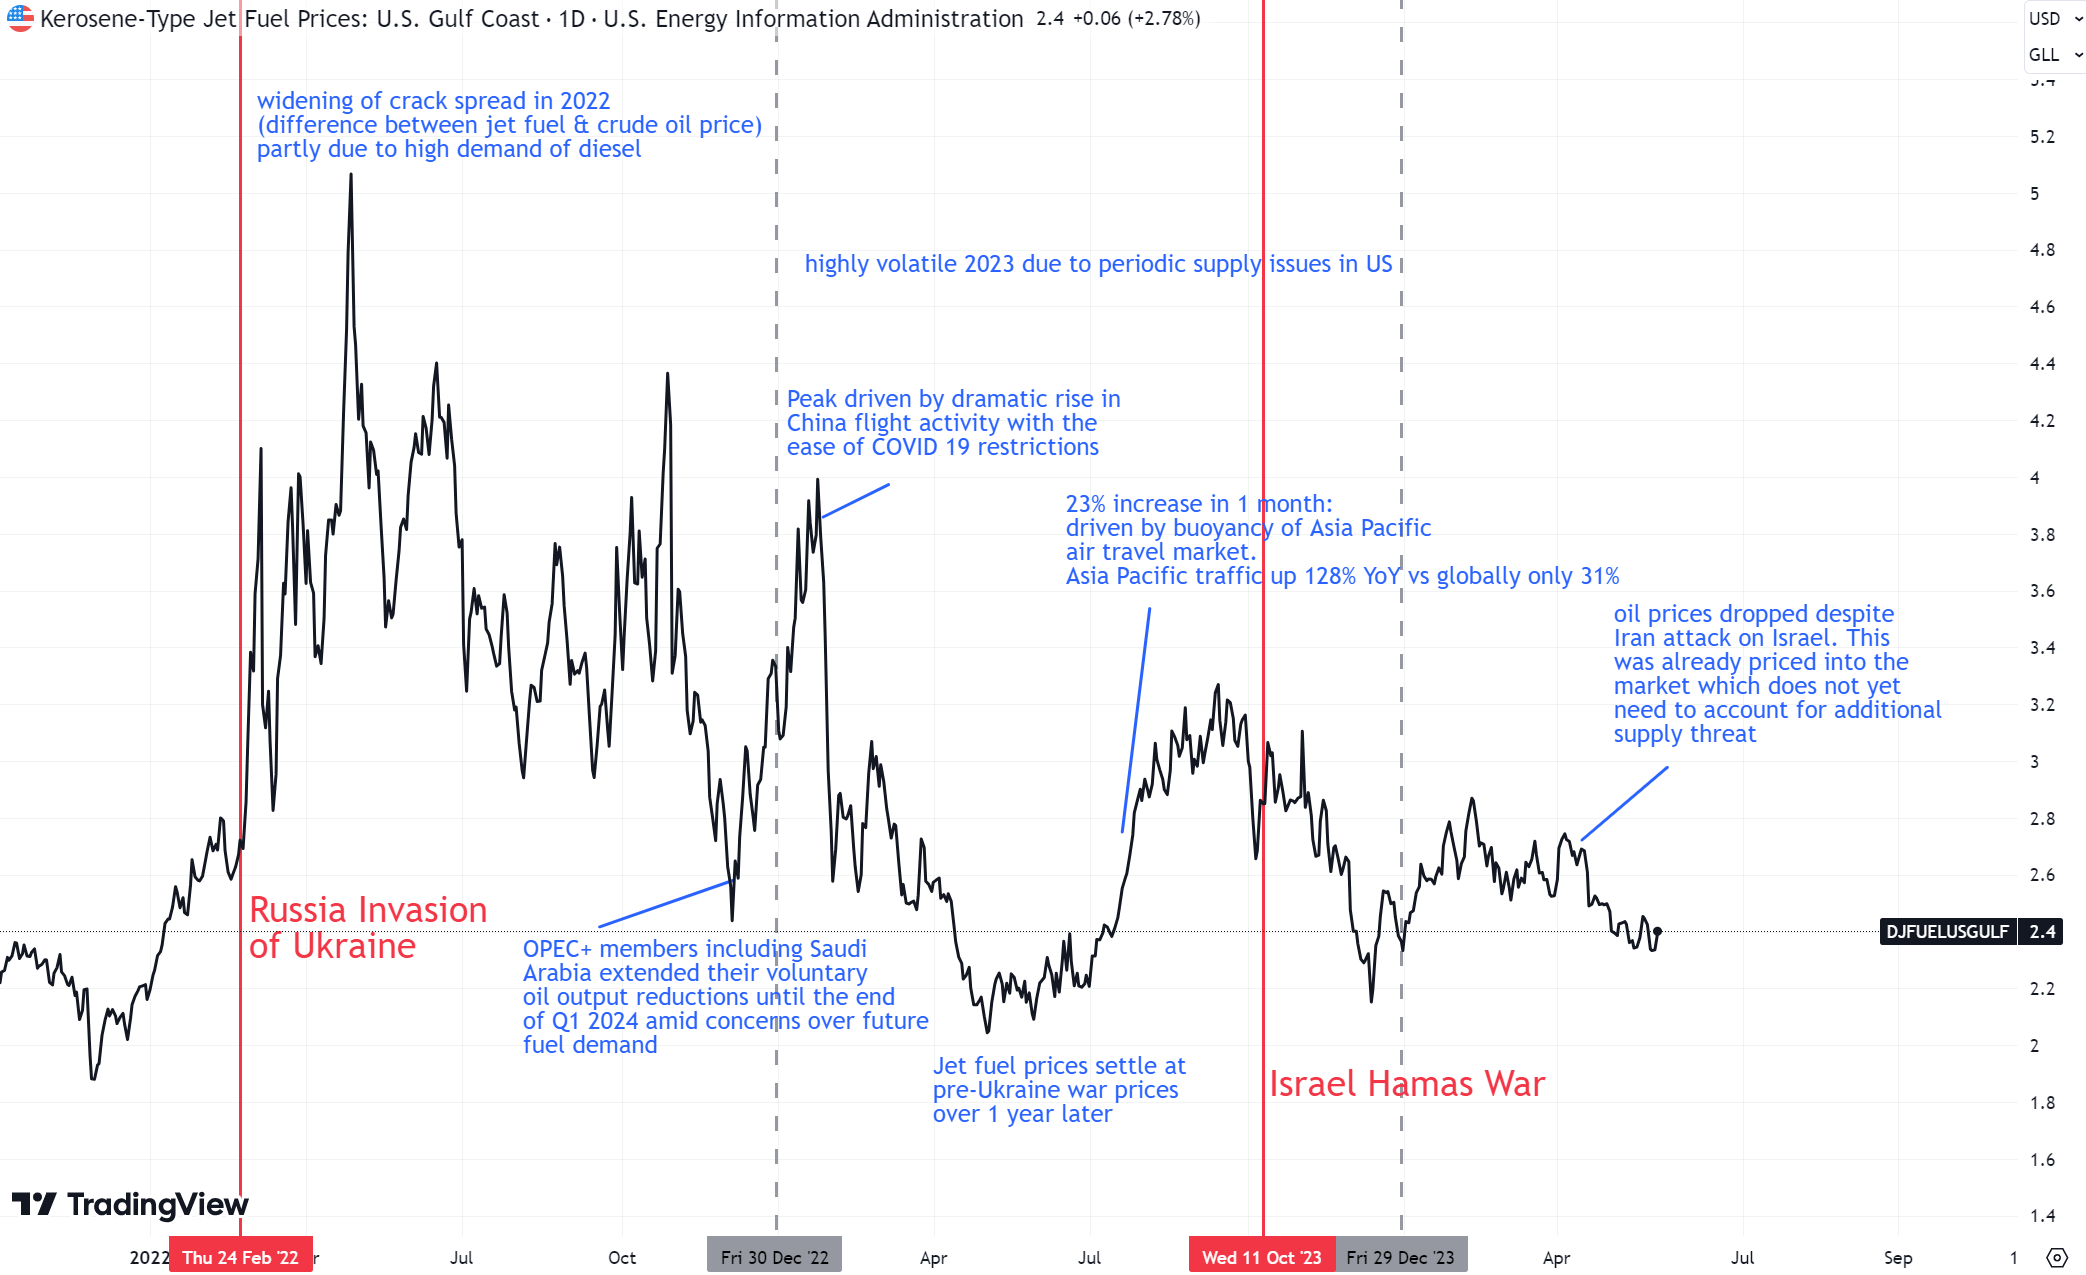 Kerosene-Type Jet Fuel Prices: U.S. Gulf Coast · 1D · U.S. Energy Information Administration 2.4 +0.06 (+2.78%)
USD
GLL
widening of crack spread in 2022
(difference between jet fuel & crude oil price)
partly due to high demand of diesel
highly volatile 2023 due to periodic supply issues in US
Peak driven by dramatic rise in
China flight activity with the
ease of COVID 19 restrictions
23% increase in 1 month:
driven by buoyancy of Asia Pacific
air travel market.
Asia Pacific traffic up 128% YoY vs globally only 31%
oil prices dropped despite
Iran attack on Israel. This
was already priced into the
market which does not yet
need to account for additional
supply threat
Russia Invasion
of Ukraine
OPEC+ members including Saudi
Arabia extended their voluntary
oil output reductions until the end
of Q1 2024 amid concerns over future
fuel demand
Jet fuel prices settle at
pre-Ukraine war prices
over 1 year later
Israel Hamas War
5.4
5.2
5
4.8
4.6
4.4
4.2
4
3.8
3.6
3.4
3.2
3
2.8
2.6
DJFUELUSGULF 2.4
2.2
2
1.8
1.6
1.4
TradingView
2022 Thu 24 Feb '22 r Jul Oct Fri 30 Dec '22 Apr Jul Wed 11 Oct '23 Fri 29 Dec '23 Apr Jul Sep 1